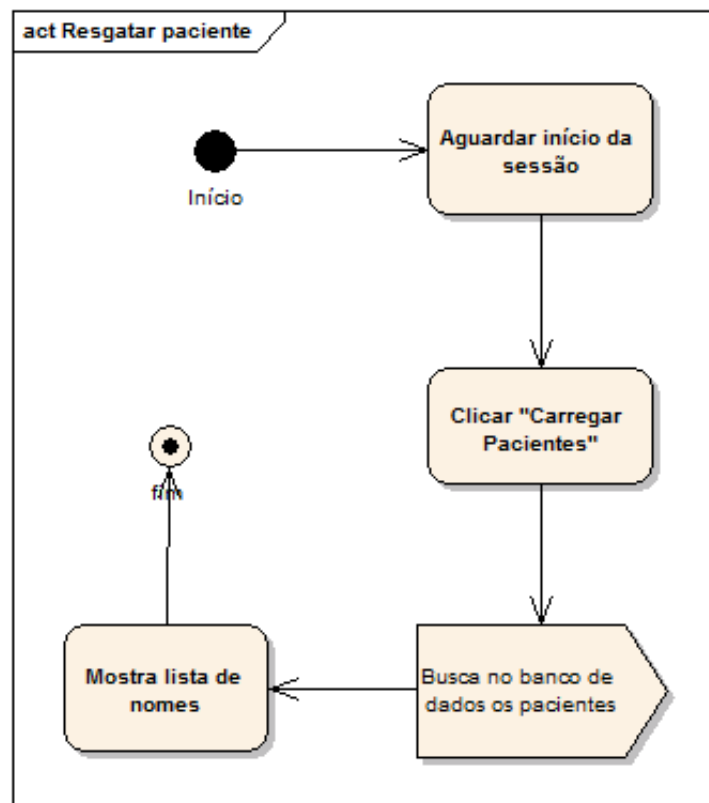 act Resgatar paciente
Aguardar início da
sessão
Início
Clicar "Carregar
Pacientes"
fim
Mostra lista de
nomes
Busca no banco de
dados os pacientes